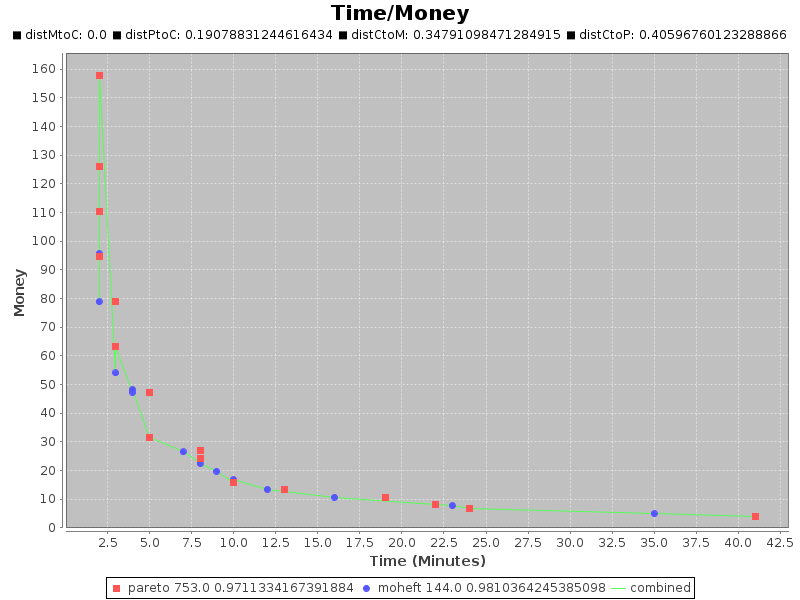 Time/Money
distMtoC: 0.0 distPtoC: 0.19078831244616434 distCtoM: 0.34791098471284915 distCtoP: 0.40596760123288866
160
150
140
130
120
110
100
90
80
70
60
50
40
30
20
10
0
Money
2.5 5.0 7.5 10.0 12.5 15.0 17.5 20.0 22.5 25.0 27.5 30.0 32.5 35.0 37.5 40.0 42.5
Time (Minutes)
pareto 753.0 0.9711334167391884 moheft 144.0 0.9810364245385098 combined